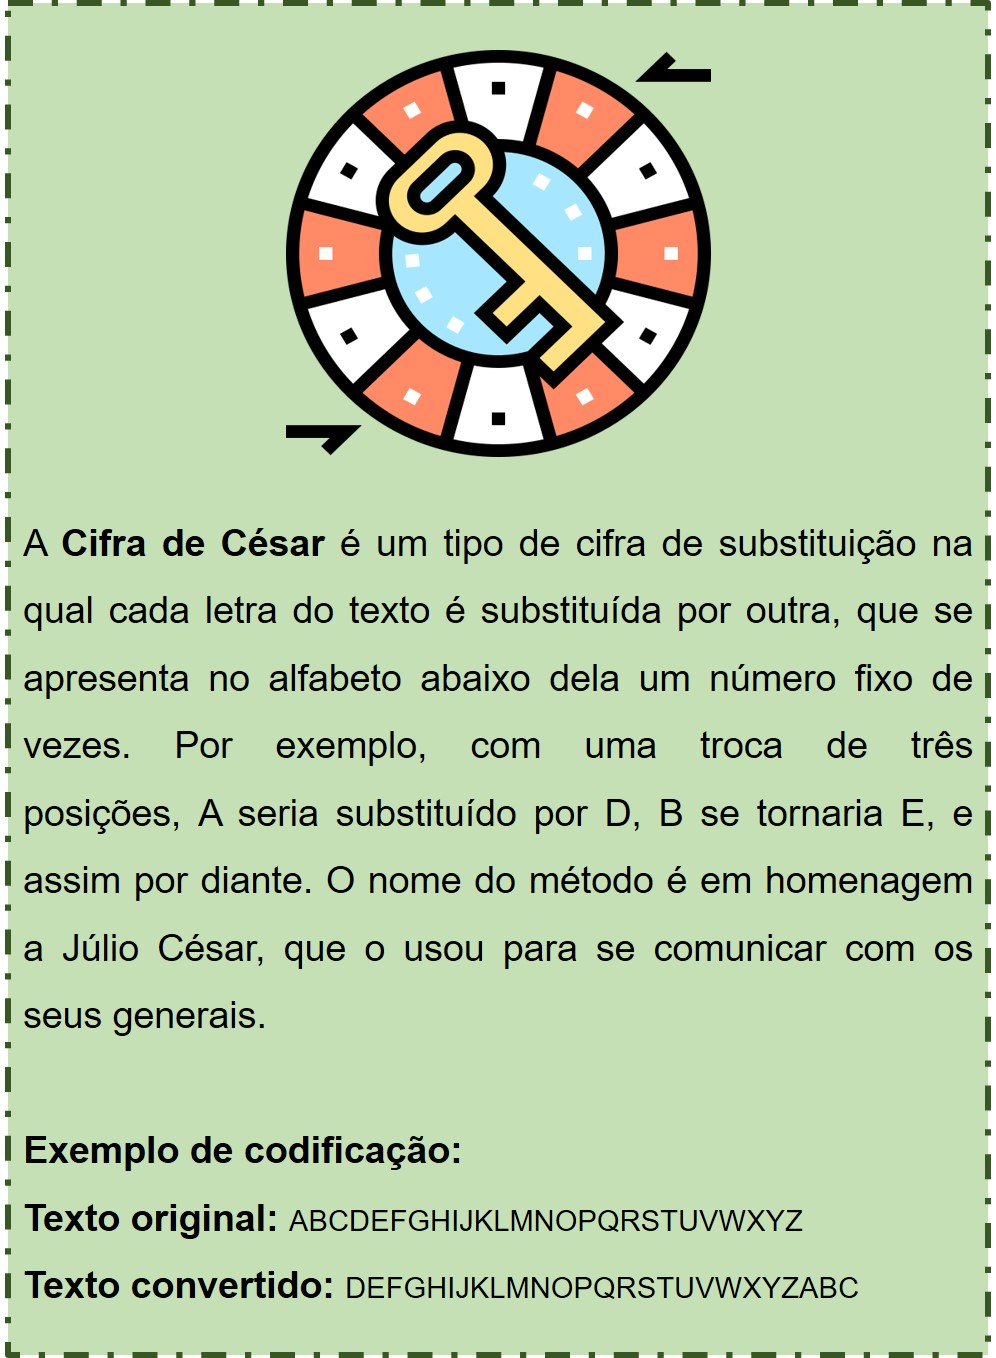 A Cifra de César é um tipo de cifra de substituição na
qual cada letra do texto é substituída por outra, que se
apresenta no alfabeto abaixo dela um número fixo de
vezes. Por exemplo, com uma troca de três
posições, A seria substituído por D, B se tornaria E, e
assim por diante. O nome do método é em homenagem
a Júlio César, que o usou para se comunicar com os
seus generais.
Exemplo de codificação:
Texto original: ABCDEFGHIJKLMNOPQRSTUVWXYZ
Texto convertido: DEFGHIJKLMNOPQRSTUVWXYZABC